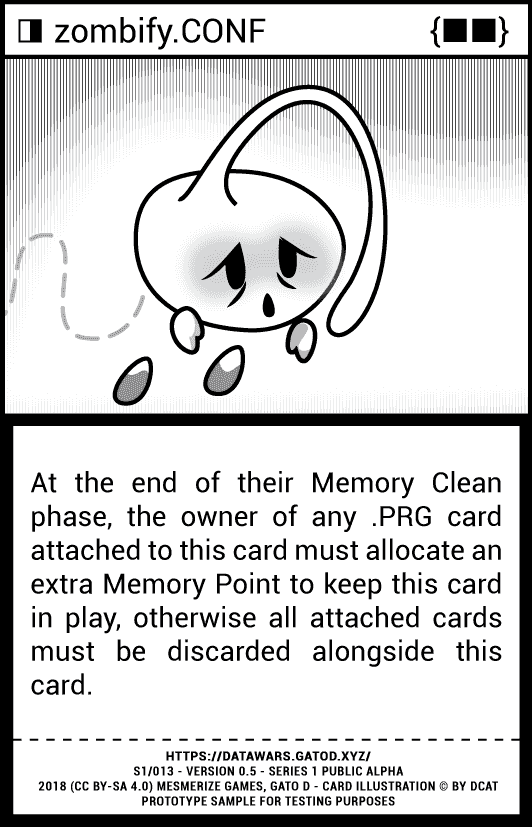 zombify.CONF {■■}
At the end of their Memory Clean
phase, the owner of any .PRG card
attached to this card must allocate an
extra Memory Point to keep this card
in play, otherwise all attached cards
must be discarded alongside this
card.
HTTPS://DATAWARS.GATOD.XYZ/
S1/013 - VERSION 0.5 - SERIES 1 PUBLIC ALPHA
2018 (CC BY-SA 4.0) MESMERIZE GAMES, GATO D - CARD ILLUSTRATION © BY DCAT
PROTOTYPE SAMPLE FOR TESTING PURPOSES